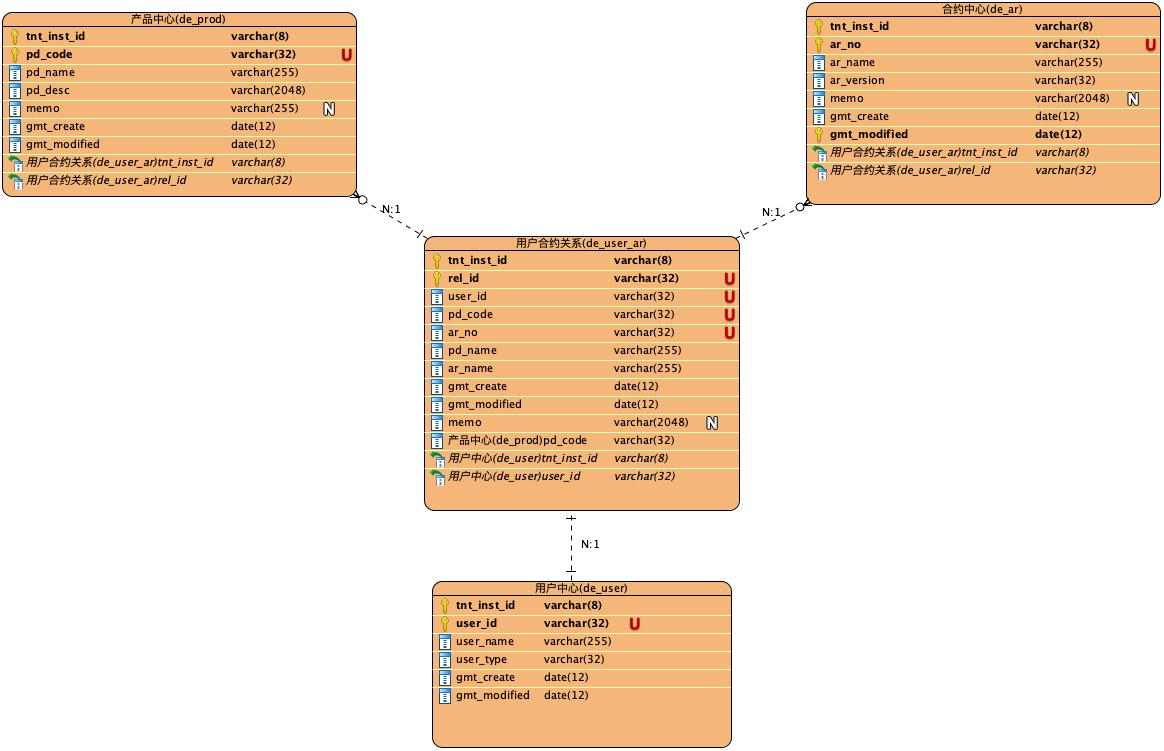 产品中心(de_prod)
tnt_inst_id varchar(8)
pd_code varchar(32) U
pd_name varchar(255)
pd_desc varchar(2048)
memo varchar(255) N
gmt_create date(12)
gmt_modified date(12)
用户合约关系(de_user_ar)tnt_inst_id varchar(8)
用户合约关系(de_user_ar)rel_id varchar(32)
合约中心(de_ar)
tnt_inst_id varchar(8)
ar_no varchar(32) U
ar_name varchar(255)
ar_version varchar(32)
memo varchar(2048) N
gmt_create date(12)
gmt_modified date(12)
用户合约关系(de_user_ar)tnt_inst_id varchar(8)
用户合约关系(de_user_ar)rel_id varchar(32)
N:1
N:1
用户合约关系(de_user_ar)
tnt_inst_id varchar(8)
rel_id varchar(32) U
user_id varchar(32) U
pd_code varchar(32) U
ar_no varchar(32) U
pd_name varchar(255)
ar_name varchar(255)
gmt_create date(12)
gmt_modified date(12)
memo varchar(2048) N
产品中心(de_prod)pd_code varchar(32)
用户中心(de_user)tnt_inst_id varchar(8)
用户中心(de_user)user_id varchar(32)
N:1
用户中心(de_user)
tnt_inst_id varchar(8)
user_id varchar(32) U
user_name varchar(255)
user_type varchar(32)
gmt_create date(12)
gmt_modified date(12)